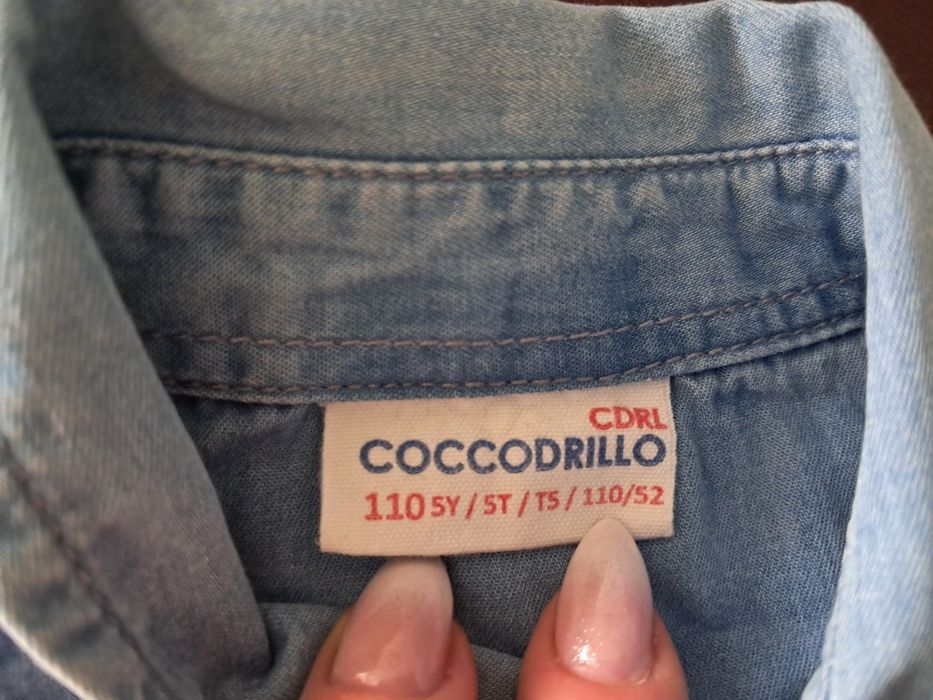 CDRL
COCCODRILLO
110 5Y / 5T / T5 / 110/52